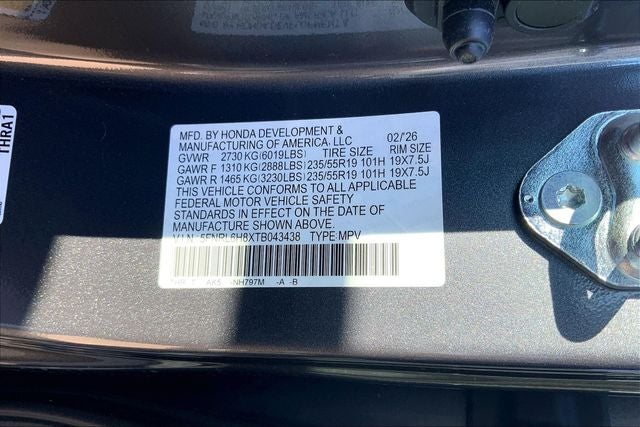 MFD. BY HONDA DEVELOPMENT &
MANUFACTURING OF AMERICA, LLC 02/'26
GVWR 2730 KG(6019LBS) TIRE SIZE RIM SIZE
GAWR F 1310 KG (2888LBS) 235/55R19 101H 19X7.5J
GAWR R 1465 KG(3230LBS) 235/55R19 101H 19X7.5J
THIS VEHICLE CONFORMS TO ALL APPLICABLE
FEDERAL MOTOR VEHICLE SAFETY
STANDARDS IN EFFECT ON THE DATE OF
MANUFACTURE SHOWN ABOVE.
V.I.N. 5FNRL6H8XTB043438 TYPE:MPV
AK5 -NH797M -A -B
THRA1